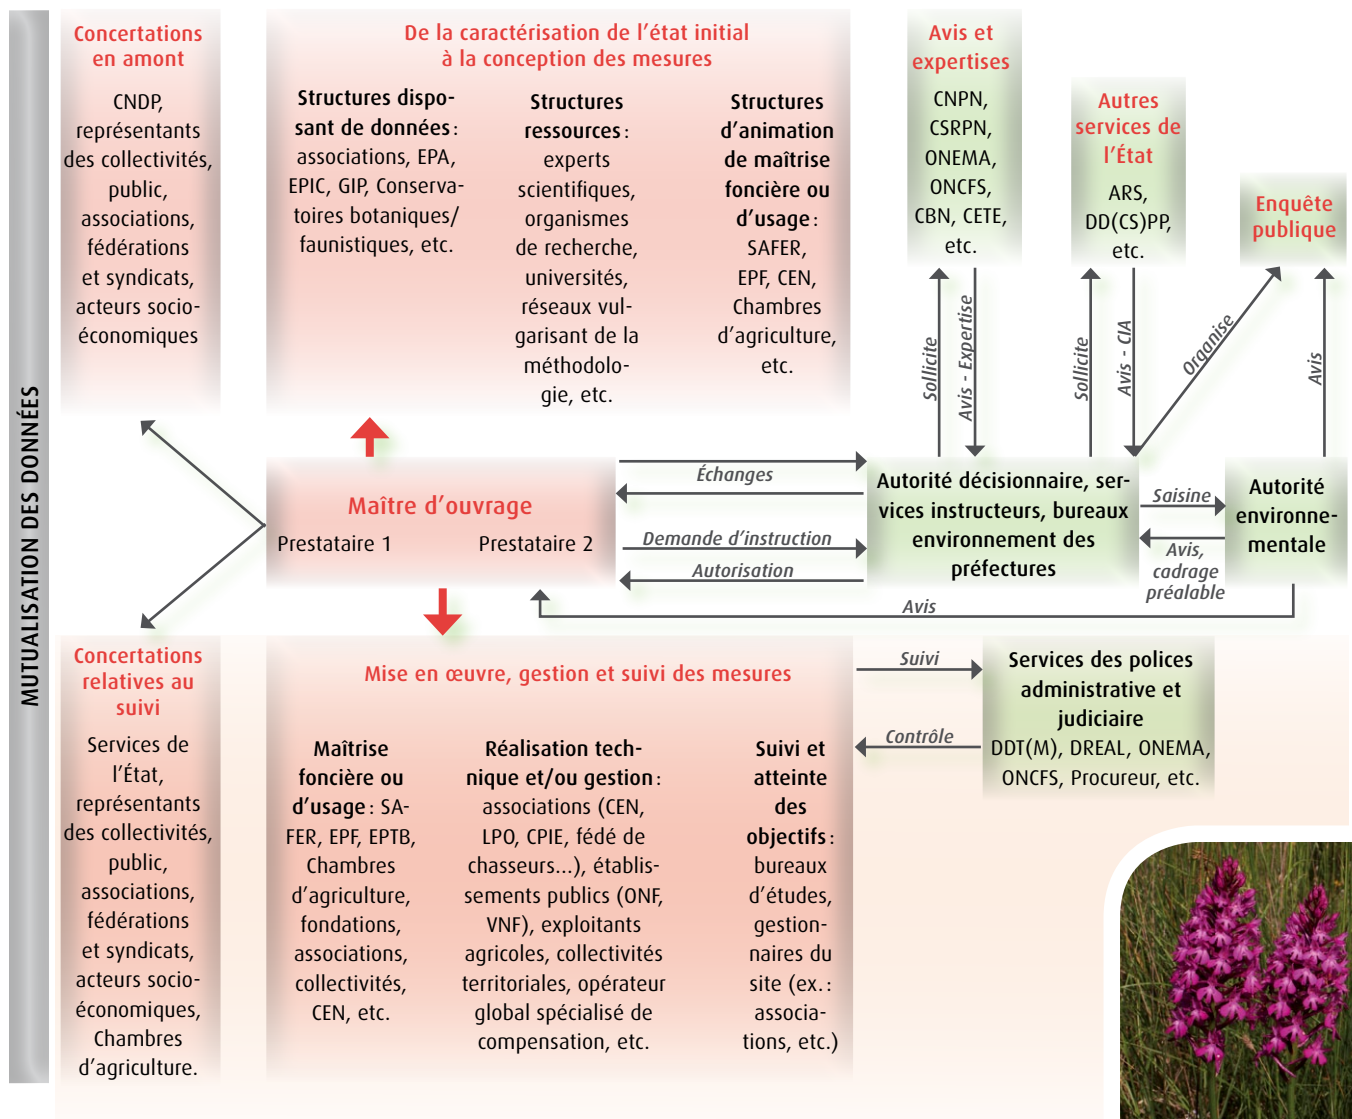 MUTUALISATION DES DONNÉES
Concertations
en amont
CNDP,
représentants
des collectivités,
public,
associations,
fédérations
et syndicats,
acteurs socio-
économiques
De la caractérisation de l’état initial
à la conception des mesures
Structures dispo-
sant de données :
associations, EPA,
EPIC, GIP, Conserva-
toires botaniques/
faunistiques, etc.
Structures
ressources :
experts
scientifiques,
organismes
de recherche,
universités,
réseaux vul-
garisant de la
méthodolo-
gie, etc.
Structures
d’animation
de maîtrise
foncière ou
d’usage :
SAFER,
EPF, CEN,
Chambres
d’agriculture,
etc.
Avis et
expertises
CNPN,
CSRPN,
ONEMA,
ONCFS,
CBN, CETE,
etc.
Autres
services de
l’État
ARS,
DD(CS)PP,
etc.
Enquête
publique
Sollicite
Avis - Expertise
Sollicite
Avis - CIA
Organise
Avis
Maître d’ouvrage
Prestataire 1
Prestataire 2
Échanges
Demande d’instruction
Autorisation
Autorité décisionnaire, ser-
vices instructeurs, bureaux
environnement des
préfectures
Saisine
Avis,
cadrage
préalable
Autorité
environne-
mentale
Avis
Concertations
relatives au
suivi
Services de
l’État,
représentants
des collectivités,
public,
associations,
fédérations
et syndicats,
acteurs socio-
économiques,
Chambres
d’agriculture.
Mise en œuvre, gestion et suivi des mesures
Maîtrise
foncière ou
d’usage : SA-
FER, EPF, EPTB,
Chambres
d’agriculture,
fondations,
associations,
collectivités,
CEN, etc.
Réalisation tech-
nique et/ou gestion :
associations (CEN,
LPO, CPIE, fédé de
chasseurs...), établis-
sements publics (ONF,
VNF), exploitants
agricoles, collectivités
territoriales, opérateur
global spécialisé de
compensation, etc.
Suivi et
atteinte
des
objectifs :
bureaux
d’études,
gestion-
naires du
site (ex. :
associa-
tions, etc.)
Suivi
Contrôle
Services des polices
administrative et
judiciaire
DDT(M), DREAL, ONEMA,
ONCFS, Procureur, etc.